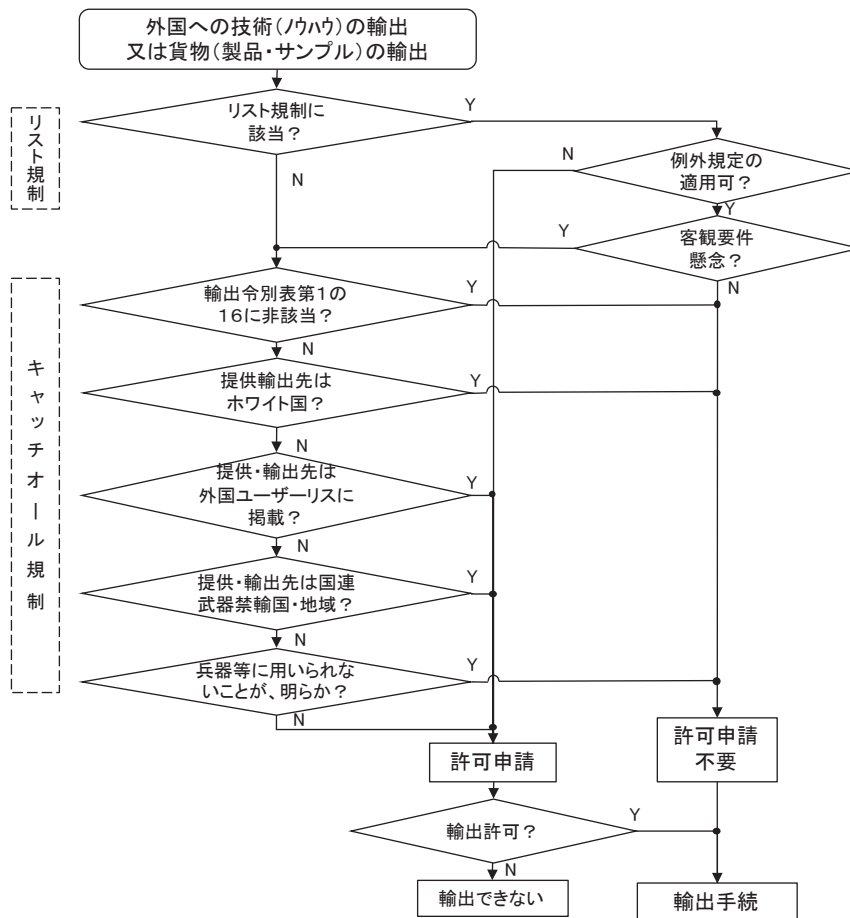 外国への技術(ﾉｳﾊｳ)の輸出
又は貨物(製品・サンプル)の輸出
リスト規制
リスト規制に
該当?
Y
N
例外規定の
適用可?
N
Y
客観要件
懸念?
Y
N
キャッチオール規制
輸出令別表第1の
16に非該当?
Y
N
提供輸出先は
ホワイト国?
Y
N
提供・輸出先は
外国ユーザーリスに
掲載?
Y
N
提供・輸出先は国連
武器禁輸国・地域?
Y
N
兵器等に用いられな
いことが、明らか?
Y
N
許可申請
許可申請
不要
輸出許可?
Y
N
輸出できない
輸出手続